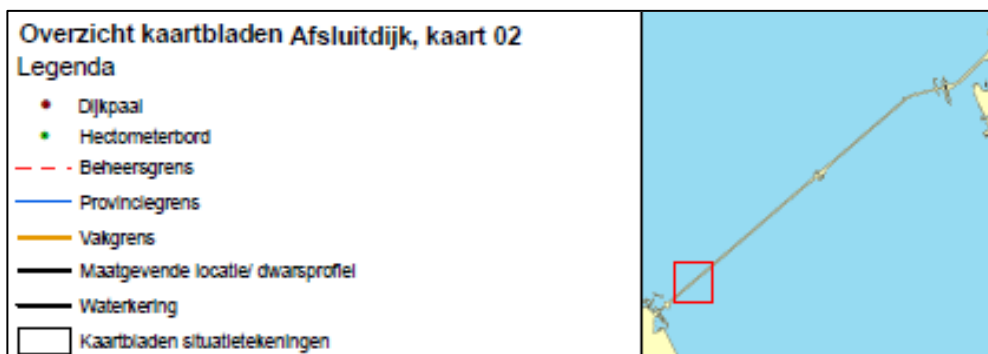 Overzicht kaartbladen Afsluitdijk, kaart 02
Legenda
Dijkpaal
Hectometerbord
Beheersgrens
Provinciegrens
Vakgrens
Maatgevende locatie/ dwarsprofiel
Waterkering
Kaartbladen situatietekeningen